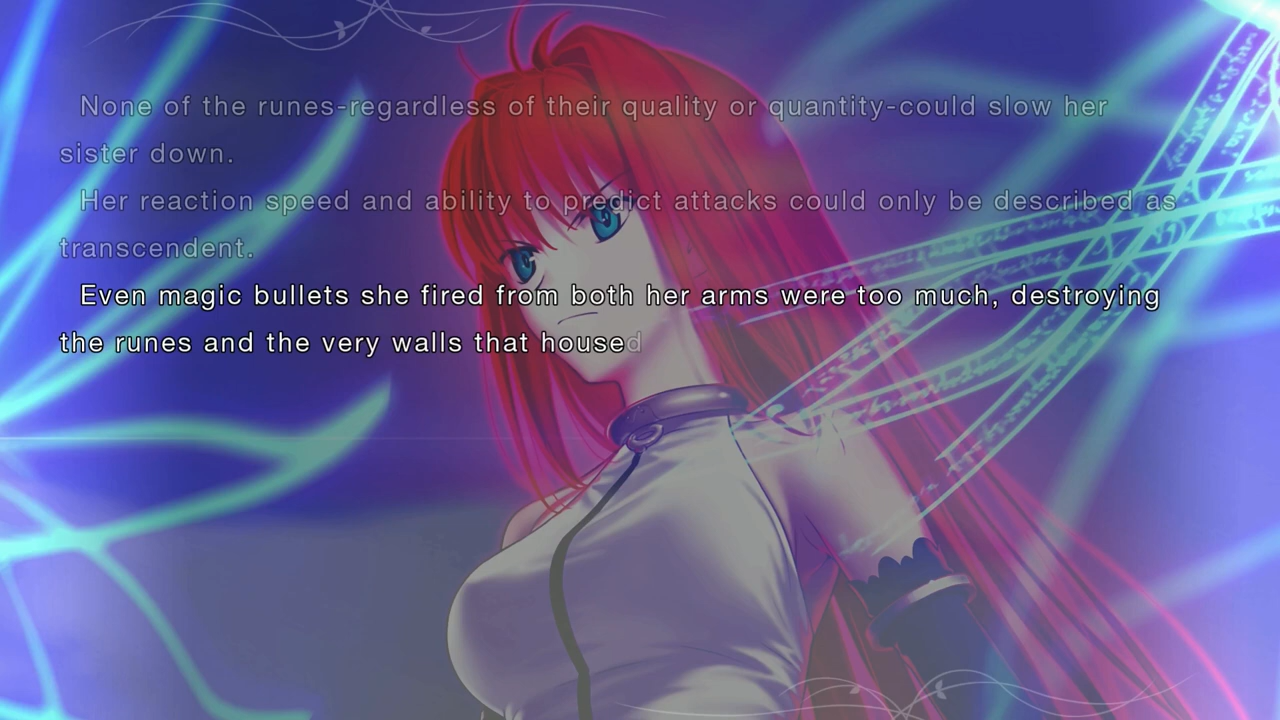 None of the runes-regardless of their quality or quantity-could slow her
sister down.
Her reaction speed and ability to predict attacks could only be described as
transcendent.
Even magic bullets she fired from both her arms were too much, destroying
the runes and the very walls that housed